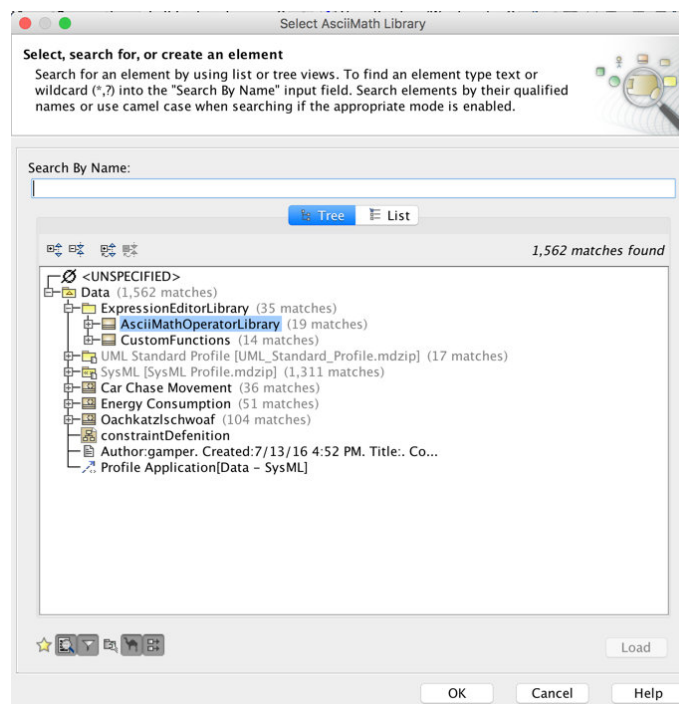 Select AsciiMath Library
Select, search for, or create an element
Search for an element by using list or tree views. To find an element type text or
wildcard (*,?) into the "Search By Name" input field. Search elements by their qualified
names or use camel case when searching if the appropriate mode is enabled.
Search By Name:
Tree List
1,562 matches found
<UNSPECIFIED>
Data (1,562 matches)
ExpressionEditorLibrary (35 matches)
AsciiMathOperatorLibrary (19 matches)
CustomFunctions (14 matches)
UML Standard Profile [UML_Standard_Profile.mdzip] (17 matches)
SysML [SysML Profile.mdzip] (1,311 matches)
Car Chase Movement (36 matches)
Energy Consumption (51 matches)
Oachkatzlschwoaf (104 matches)
constraintDefenition
Author:gamper. Created:7/13/16 4:52 PM. Title:. Co...
Profile Application[Data - SysML]
Load
OK Cancel Help